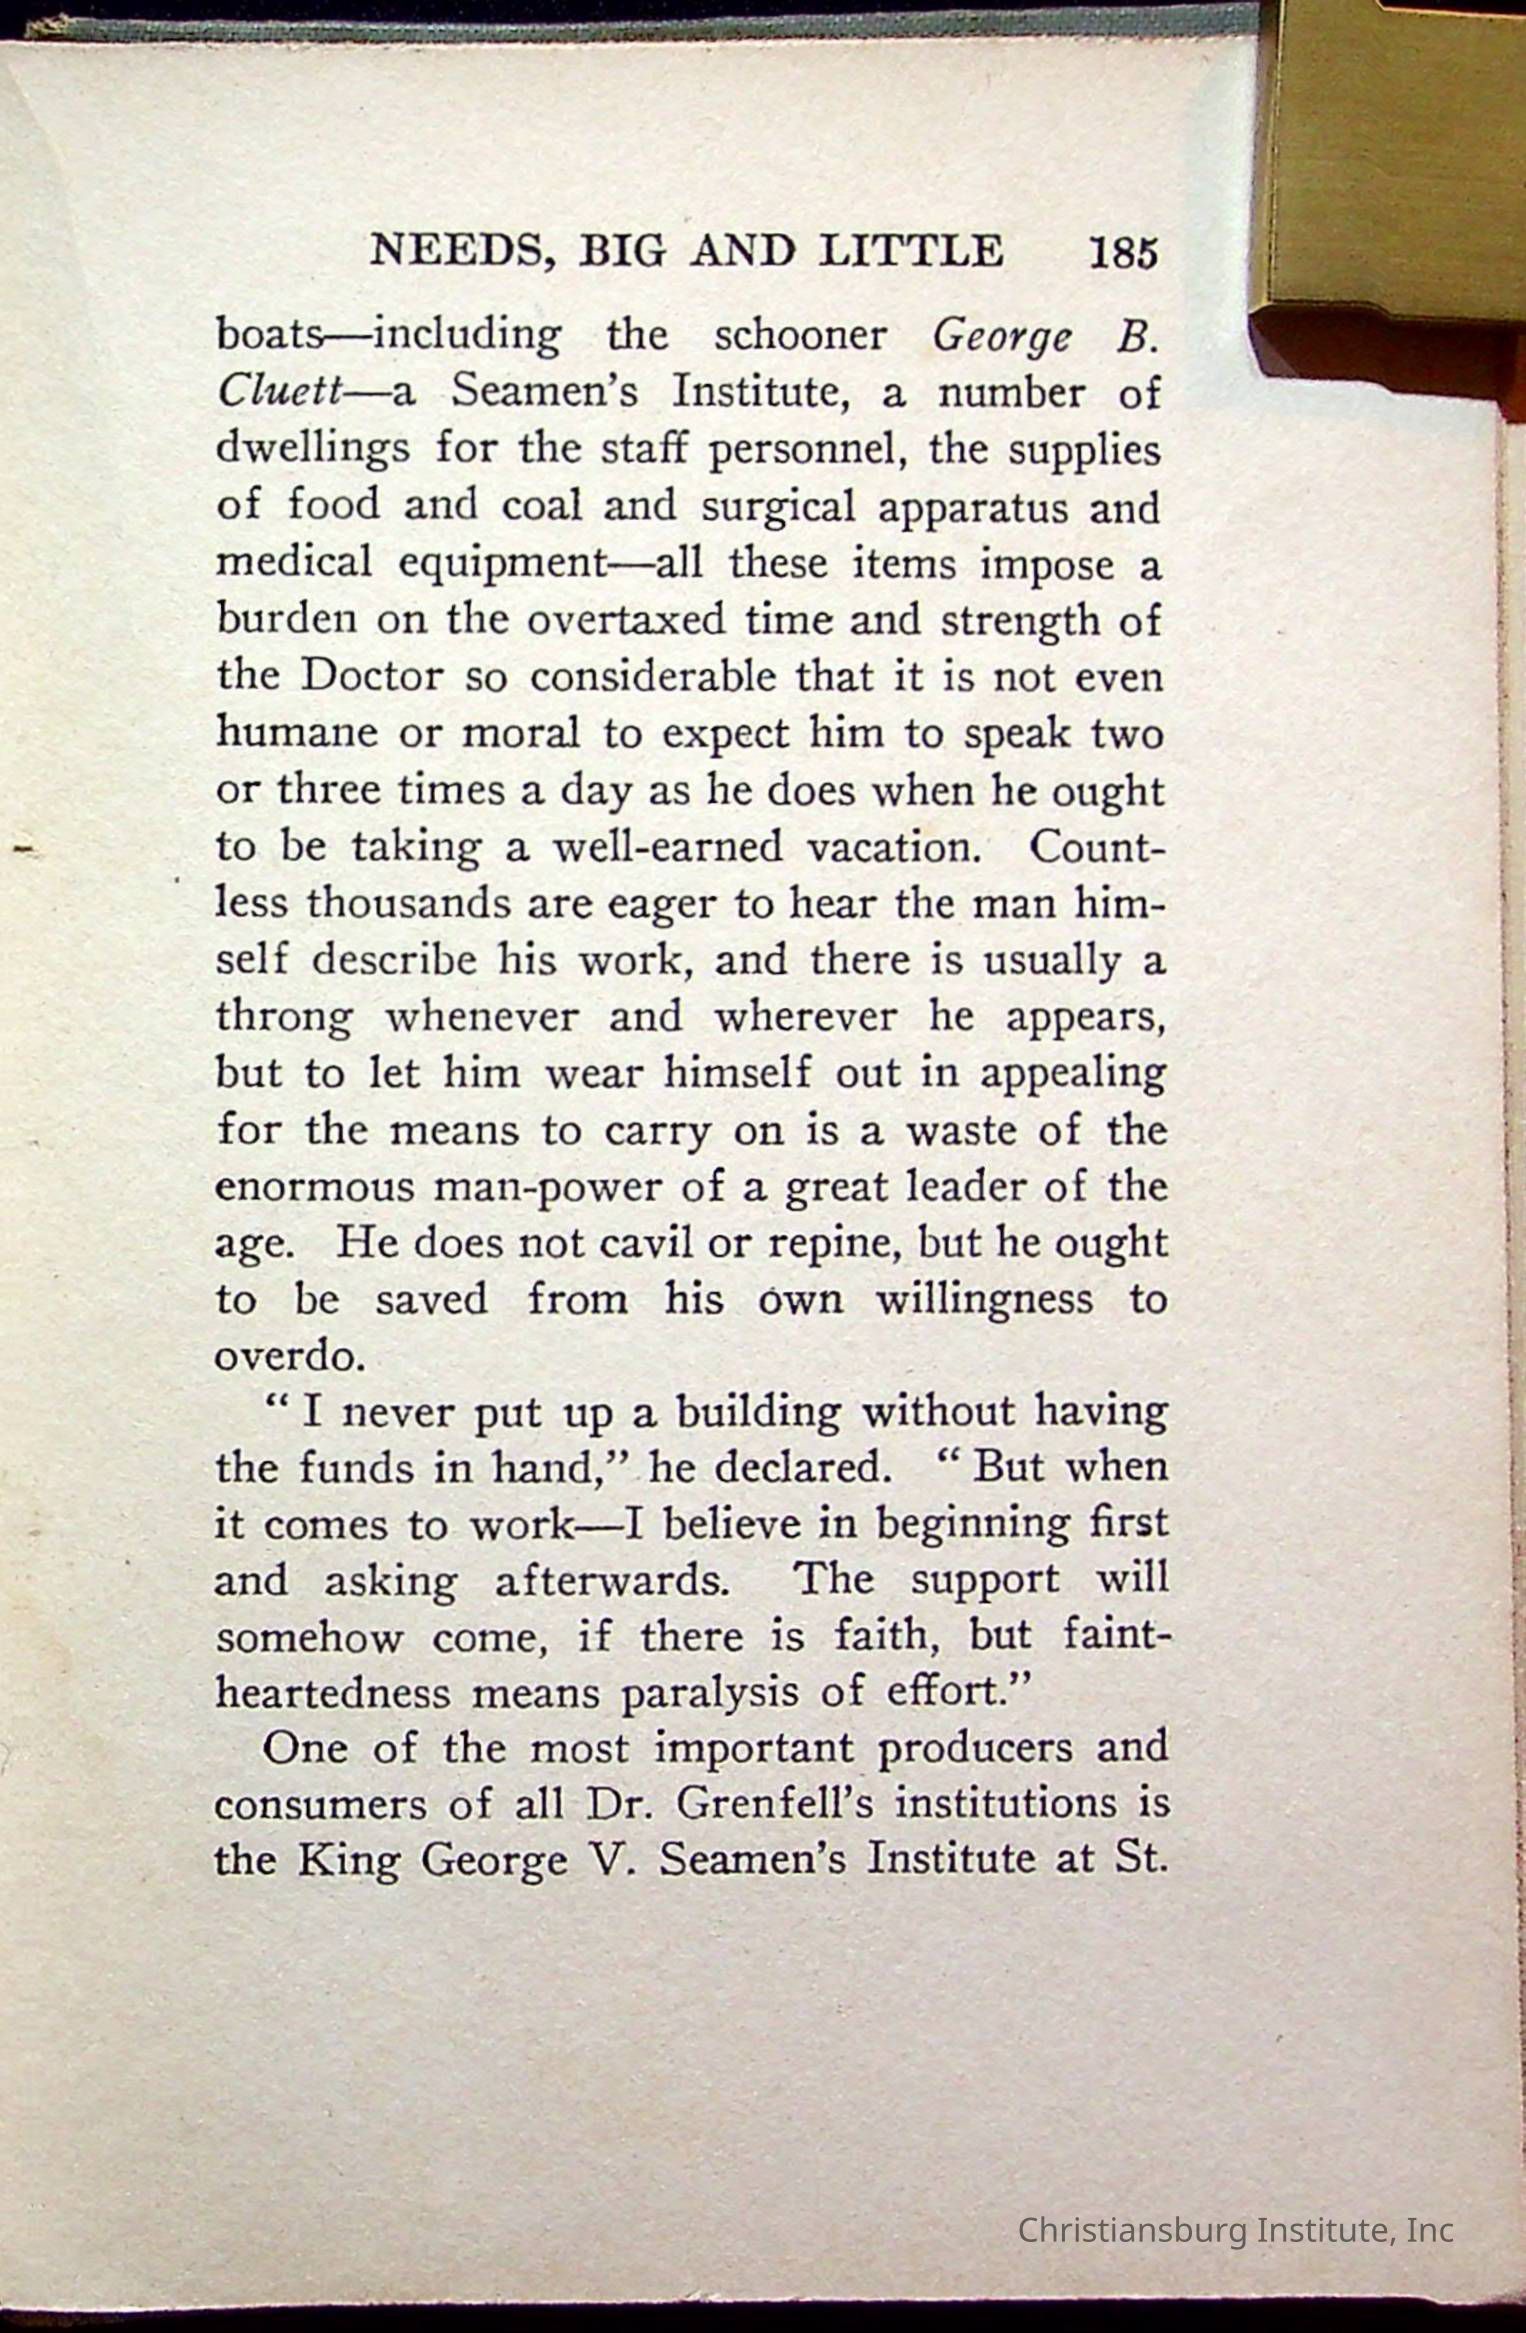 NEEDS, BIG AND LITTLE 185
boats—including the schooner George B.
Cluett—a Seamen's Institute, a number of
dwellings for the staff personnel, the supplies
of food and coal and surgical apparatus and
medical equipment—all these items impose a
burden on the overtaxed time and strength of
the Doctor so considerable that it is not even
humane or moral to expect him to speak two
or three times a day as he does when he ought
to be taking a well-earned vacation. Count-
less thousands are eager to hear the man him-
self describe his work, and there is usually a
throng whenever and wherever he appears,
but to let him wear himself out in appealing
for the means to carry on is a waste of the
enormous man-power of a great leader of the
age. He does not cavil or repine, but he ought
to be saved from his own willingness to
overdo.
“ I never put up a building without having
the funds in hand,” he declared. “ But when
it comes to work—I believe in beginning first
and asking afterwards. The support will
somehow come, if there is faith, but faint-
heartedness means paralysis of effort.”
One of the most important producers and
consumers of all Dr. Grenfell's institutions is
the King George V. Seamen's Institute at St.
Christiansburg Institute, Inc